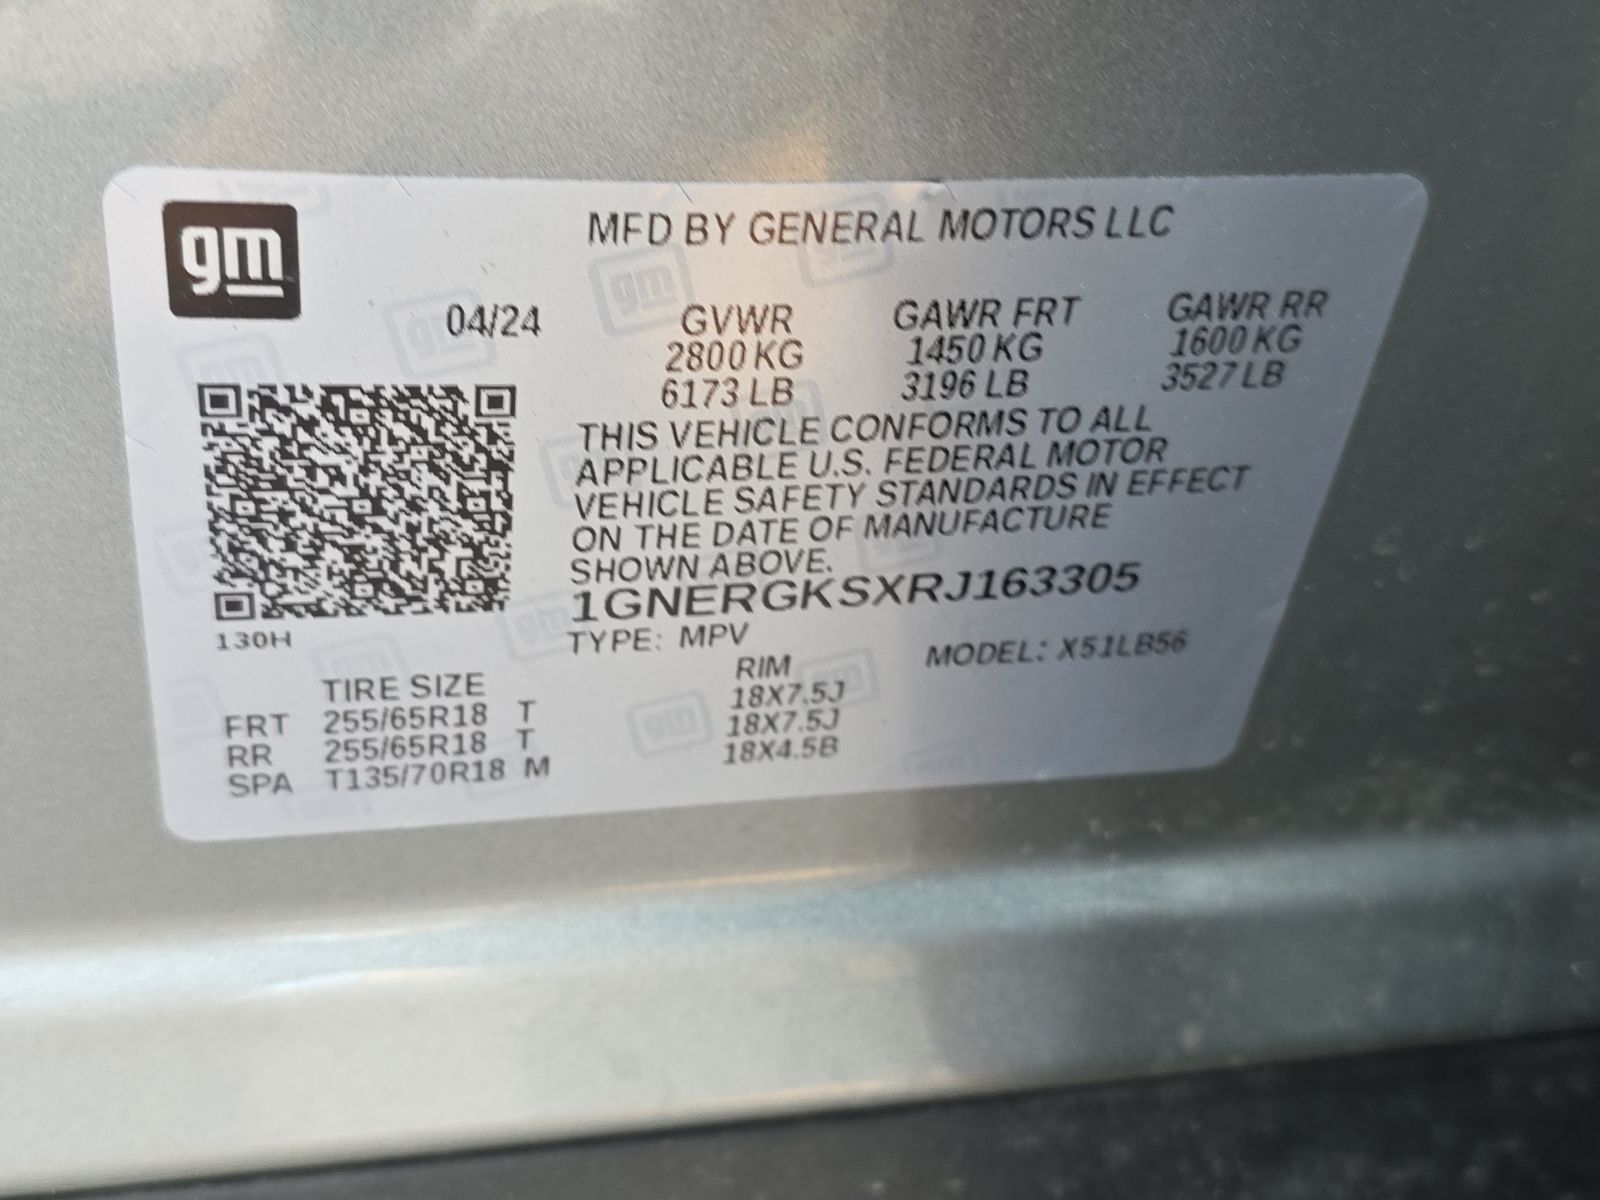 gm
MFD BY GENERAL MOTORS LLC
04/24 GVWR GAWR FRT GAWR RR
2800 KG 1450 KG 1600 KG
6173 LB 3196 LB 3527 LB
THIS VEHICLE CONFORMS TO ALL
APPLICABLE U.S. FEDERAL MOTOR
VEHICLE SAFETY STANDARDS IN EFFECT
ON THE DATE OF MANUFACTURE
SHOWN ABOVE.
1GNERGKSXRJ163305
130H
TYPE: MPV MODEL: X51LB56
TIRE SIZE RIM
FRT 255/65R18 T 18X7.5J
RR 255/65R18 T 18X7.5J
SPA T135/70R18 M 18X4.5B